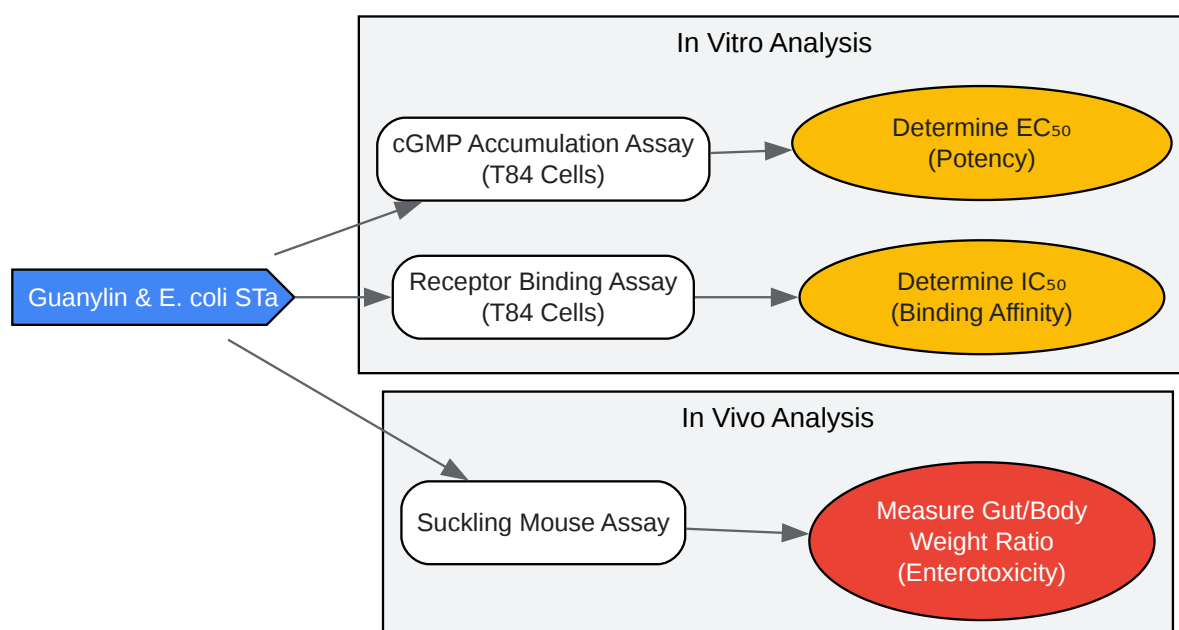 In Vitro Analysis
cGMP Accumulation Assay
(T84 Cells)
Determine EC₅₀
(Potency)
Guanylin & E. coli STa
Receptor Binding Assay
(T84 Cells)
Determine IC₅₀
(Binding Affinity)
In Vivo Analysis
Suckling Mouse Assay
Measure Gut/Body
Weight Ratio
(Enterotoxicity)